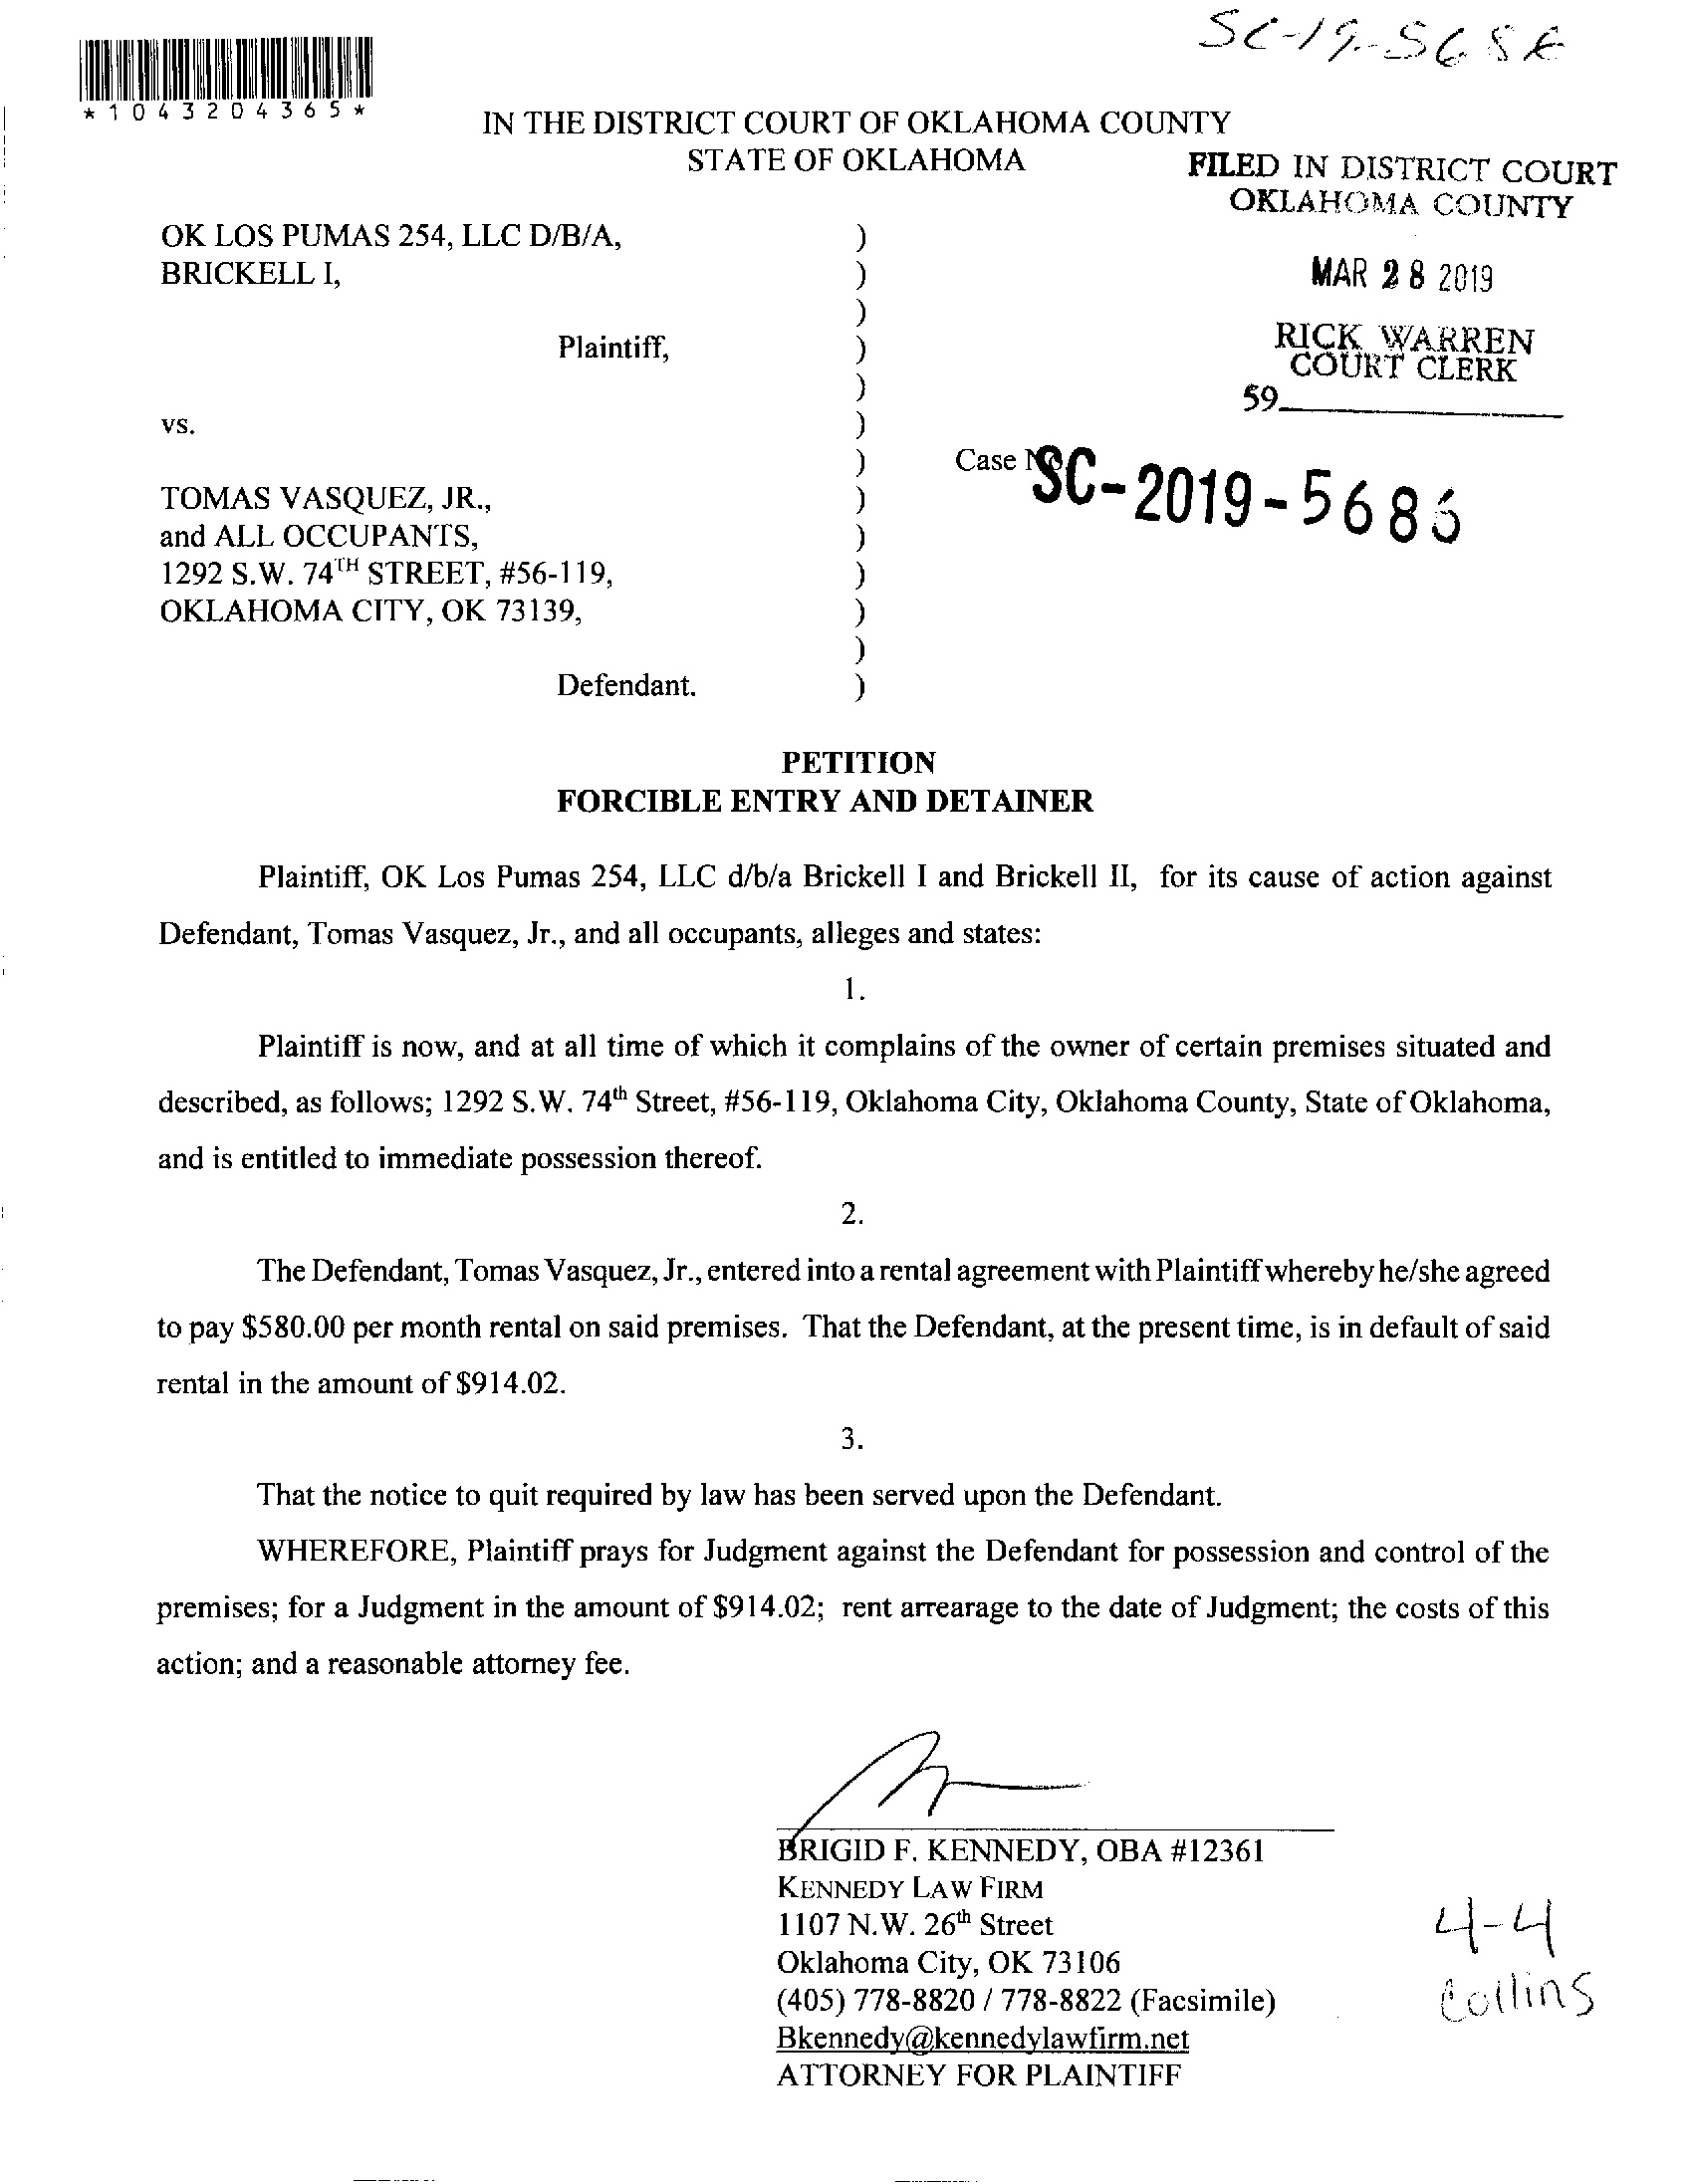 SC-19-5686
*1043204365*
IN THE DISTRICT COURT OF OKLAHOMA COUNTY
STATE OF OKLAHOMA
FILED IN DISTRICT COURT
OKLAHOMA COUNTY
MAR 28 2019
RICK WARREN
COURT CLERK
59
OK LOS PUMAS 254, LLC D/B/A,
BRICKELL I,
Plaintiff,
vs.
Case No.
SC-2019-5686
TOMAS VASQUEZ, JR.,
and ALL OCCUPANTS,
1292 S.W. 74TH STREET, #56-119,
OKLAHOMA CITY, OK 73139,
Defendant.
PETITION
FORCIBLE ENTRY AND DETAINER
Plaintiff, OK Los Pumas 254, LLC d/b/a Brickell I and Brickell II, for its cause of action against
Defendant, Tomas Vasquez, Jr., and all occupants, alleges and states:
1.
Plaintiff is now, and at all time of which it complains of the owner of certain premises situated and
described, as follows; 1292 S.W. 74th Street, #56-119, Oklahoma City, Oklahoma County, State of Oklahoma,
and is entitled to immediate possession thereof.
2.
The Defendant, Tomas Vasquez, Jr., entered into a rental agreement with Plaintiff whereby he/she agreed
to pay $580.00 per month rental on said premises. That the Defendant, at the present time, is in default of said
rental in the amount of $914.02.
3.
That the notice to quit required by law has been served upon the Defendant.
WHEREFORE, Plaintiff prays for Judgment against the Defendant for possession and control of the
premises; for a Judgment in the amount of $914.02; rent arrearage to the date of Judgment; the costs of this
action; and a reasonable attorney fee.
BRIGID F. KENNEDY, OBA #12361
KENNEDY LAW FIRM
1107 N.W. 26th Street
Oklahoma City, OK 73106
(405) 778-8820 / 778-8822 (Facsimile)
Bkennedy@kennedylawfirm.net
ATTORNEY FOR PLAINTIFF
4-4
Collins